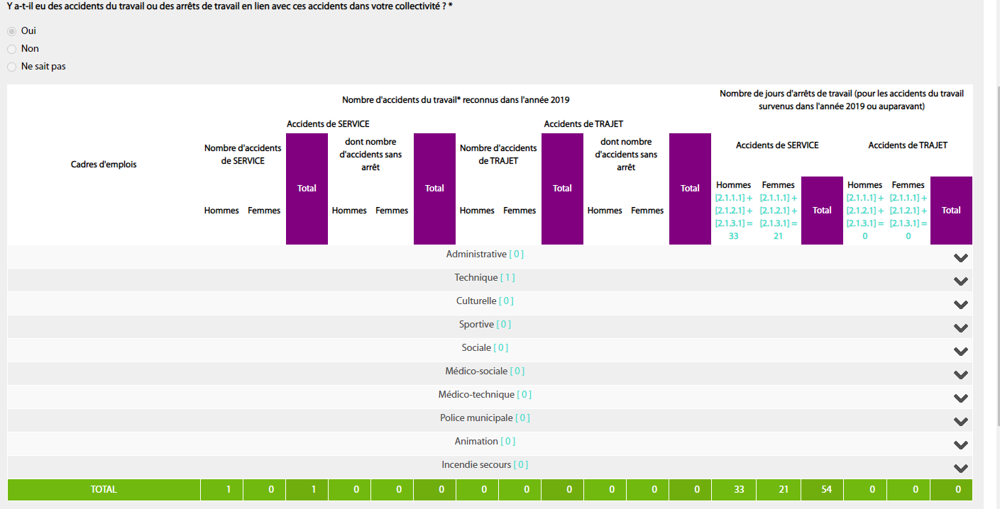 Y a-t-il eu des accidents du travail ou des arrêts de travail en lien avec ces accidents dans votre collectivité ? *
Oui
Non
Ne sait pas
Cadres d'emplois
Nombre d'accidents du travail* reconnus dans l'année 2019
Accidents de SERVICE
Nombre d'accidents
de SERVICE
Hommes Femmes
Total
dont nombre
d'accidents sans
arrêt
Hommes Femmes
Total
Accidents de TRAJET
Nombre d'accidents
de TRAJET
Hommes Femmes
Total
dont nombre
d'accidents sans
arrêt
Hommes Femmes
Total
Nombre de jours d'arrêts de travail (pour les accidents du travail
survenus dans l'année 2019 ou auparavant)
Accidents de SERVICE
Hommes
[2.1.1.1] +
[2.1.2.1] +
[2.1.3.1] =
33
Femmes
[2.1.1.1] +
[2.1.2.1] +
[2.1.3.1] =
21
Total
Accidents de TRAJET
Hommes
[2.1.1.1] +
[2.1.2.1] +
[2.1.3.1] =
0
Femmes
[2.1.1.1] +
[2.1.2.1] +
[2.1.3.1] =
0
Total
Administrative [ 0 ]
Technique [ 1 ]
Culturelle [ 0 ]
Sportive [ 0 ]
Sociale [ 0 ]
Médico-sociale [ 0 ]
Médico-technique [ 0 ]
Police municipale [ 0 ]
Animation [ 0 ]
Incendie secours [ 0 ]
TOTAL 1 0 1 0 0 0 0 0 0 0 0 0 33 21 54 0 0 0